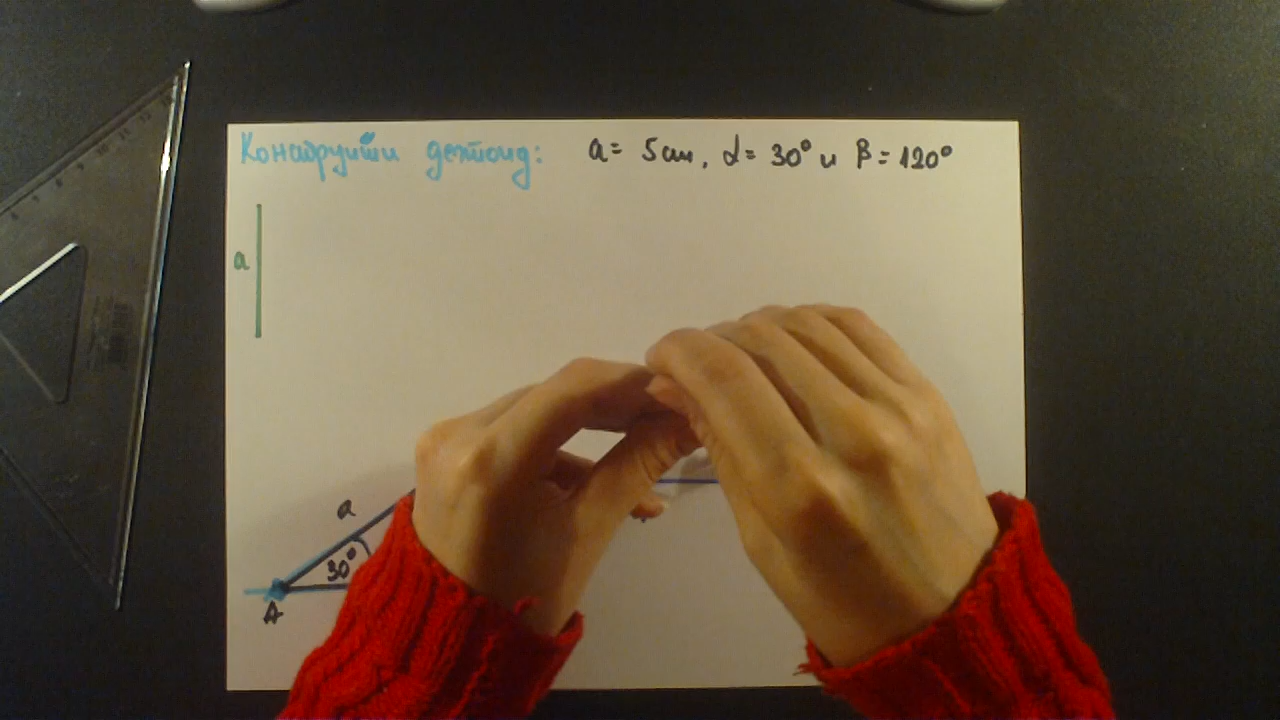 Конструиши делтоид: a = 5cm, α = 30° и β = 120°
a
a
30°
A